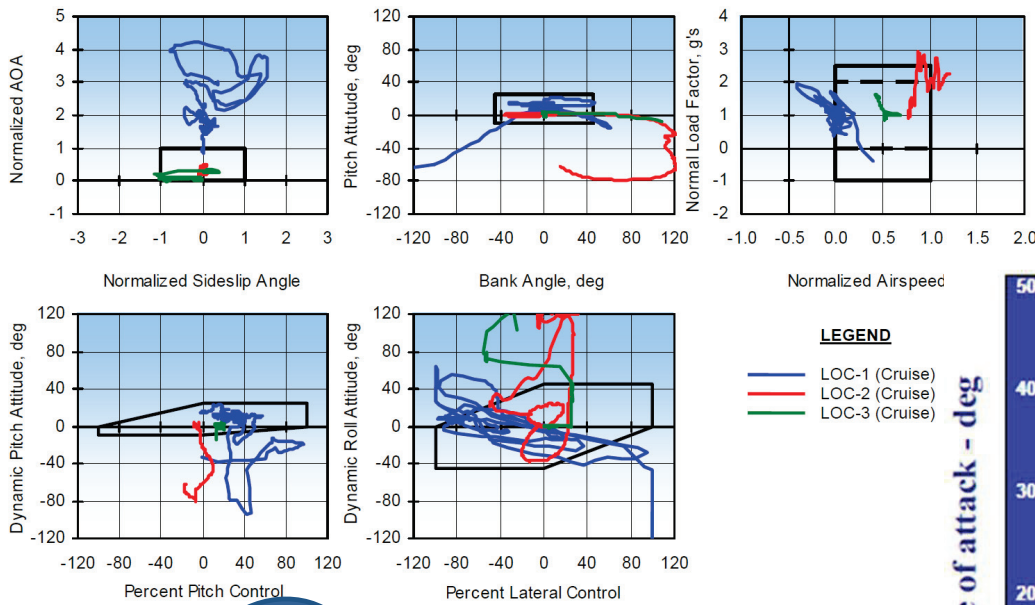 Normalized AOA
5
4
3
2
1
0
-1
-3 -2 -1 0 1 2 3
Normalized Sideslip Angle
Pitch Attutude, deg
120
80
40
0
-40
-80
-120
-120 -80 -40 0 40 80 120
Bank Angle, deg
Normal Load Factor, g's
4
3
2
1
0
-1
-2
-1.0 -0.5 0.0 0.5 1.0 1.5 2.0
Normalized Airspeed
Dynamic Pitch Attitude, deg
120
80
40
0
-40
-80
-120
-120 -80 -40 0 40 80 120
Percent Pitch Control
Dynamic Roll Attitude, deg
120
80
40
0
-40
-80
-120
-120 -80 -40 0 40 80 120
Percent Lateral Control
LEGEND
LOC-1 (Cruise)
LOC-2 (Cruise)
LOC-3 (Cruise)
of attack - deg
50
40
30
20